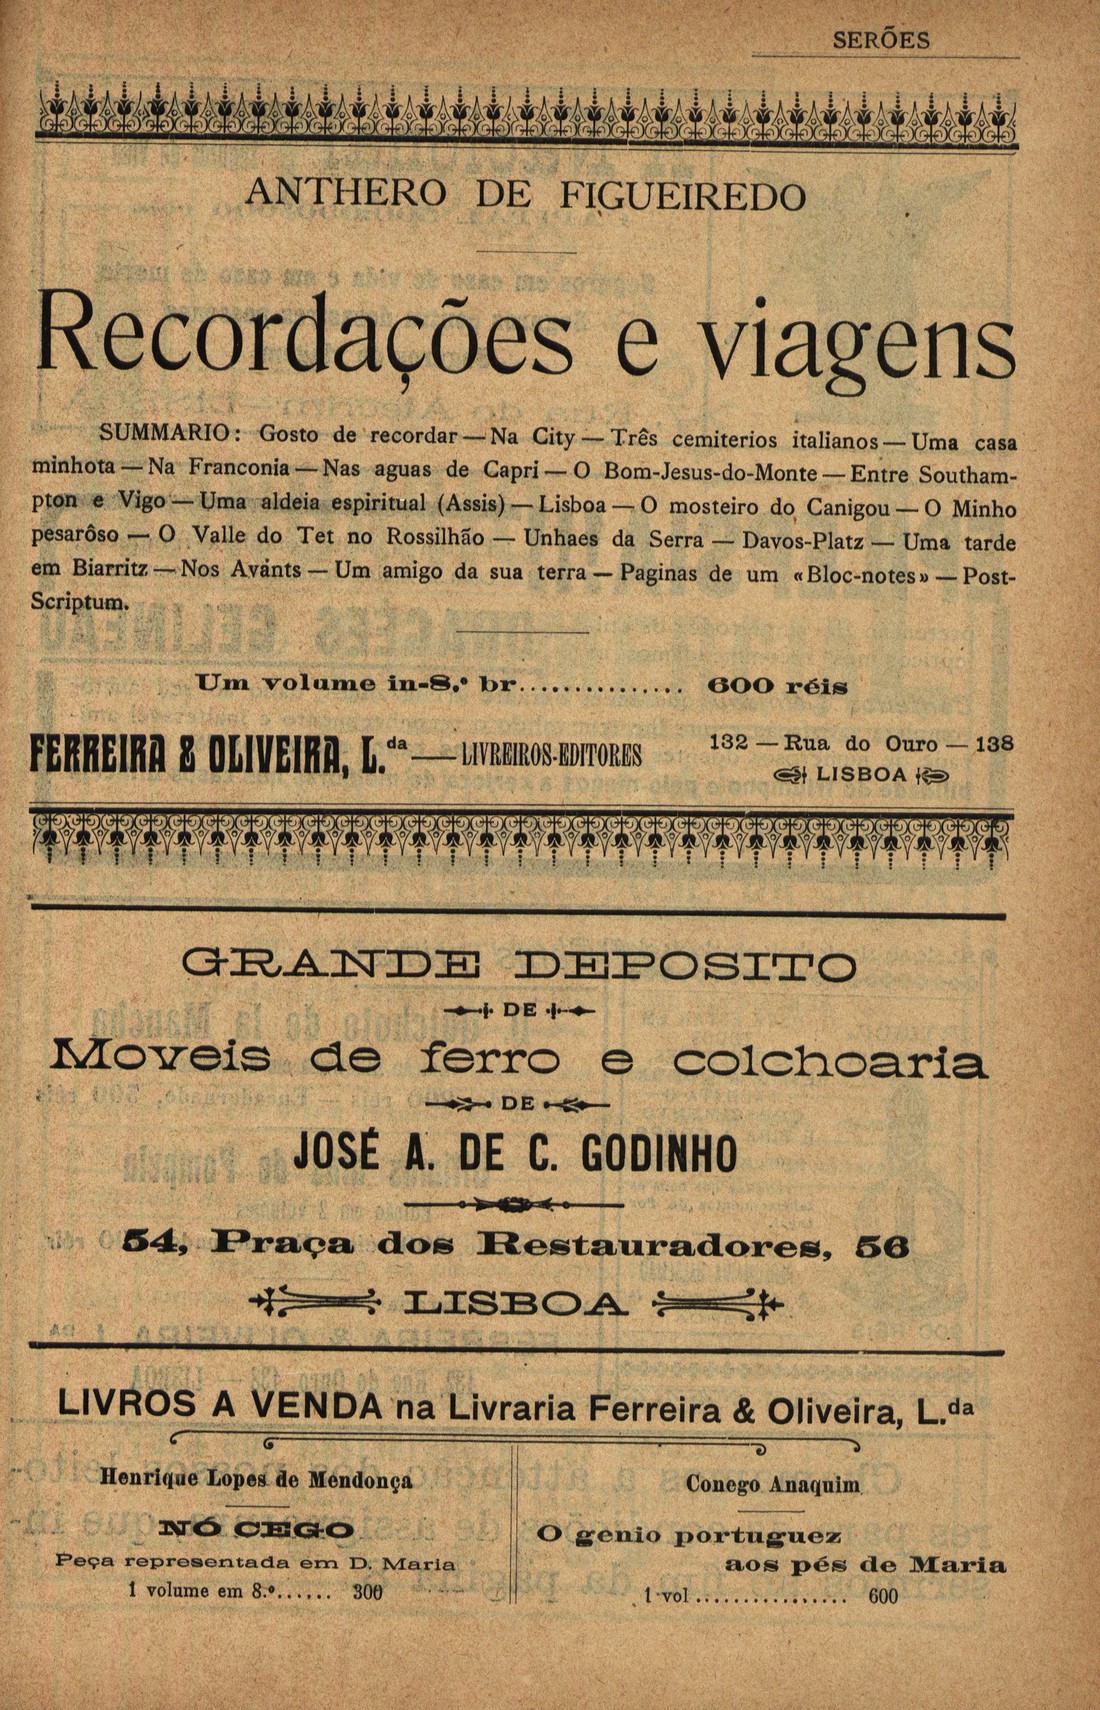 SERÕES
ANTHERO DE FIGUEIREDO
Recordações e viagens
SUMMARIO: Gosto de recordar — Na City — Três cemiterios italianos — Uma casa
minhota — Na Franconia — Nas aguas de Capri — O Bom-Jesus-do-Monte — Entre Southam-
pton e Vigo — Uma aldeia espiritual (Assis) — Lisboa — O mosteiro do Canigou — O Minho
pesarôso — O Valle do Tet no Rossilhão — Unhaes da Serra — Davos-Platz — Uma tarde
em Biarritz — Nos Avants — Um amigo da sua terra — Paginas de um «Bloc-notes» — Post-
Scriptum.
Um volume in-8.º br............... 600 réis
FERREIRA & OLIVEIRA, L.da — LIVREIROS-EDITORES
132 — Rua do Ouro — 138
LISBOA
GRANDE DEPOSITO
DE
Moveis de ferro e colchoaria
DE
JOSÉ A. DE C. GODINHO
54, Praça dos Restauradores, 56
LISBOA
LIVROS A VENDA na Livraria Ferreira & Oliveira, L.da
Henrique Lopes de Mendonça
NÓ CEGO
Peça representada em D. Maria
1 volume em 8.º...... 300
Conego Anaquim
O genio portuguez
aos pés de Maria
1 vol ................ 600